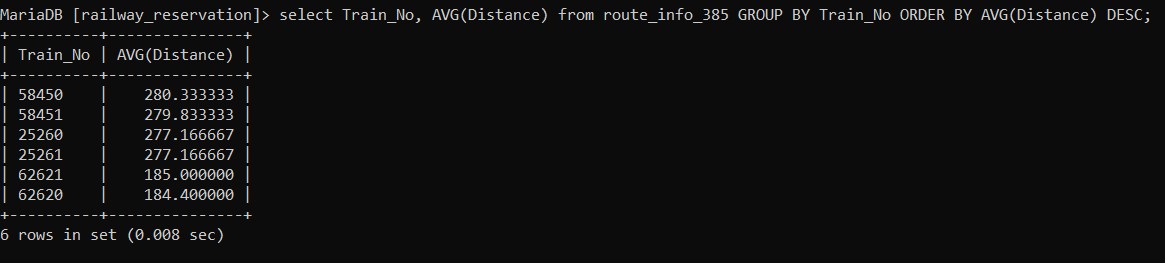 MariaDB [railway_reservation]> select Train_No, AVG(Distance) from route_info_385 GROUP BY Train_No ORDER BY AVG(Distance) DESC;
+----------+---------------+
| Train_No | AVG(Distance) |
+----------+---------------+
| 58450    |    280.333333 |
| 58451    |    279.833333 |
| 25260    |    277.166667 |
| 25261    |    277.166667 |
| 62621    |    185.000000 |
| 62620    |    184.400000 |
+----------+---------------+
6 rows in set (0.008 sec)